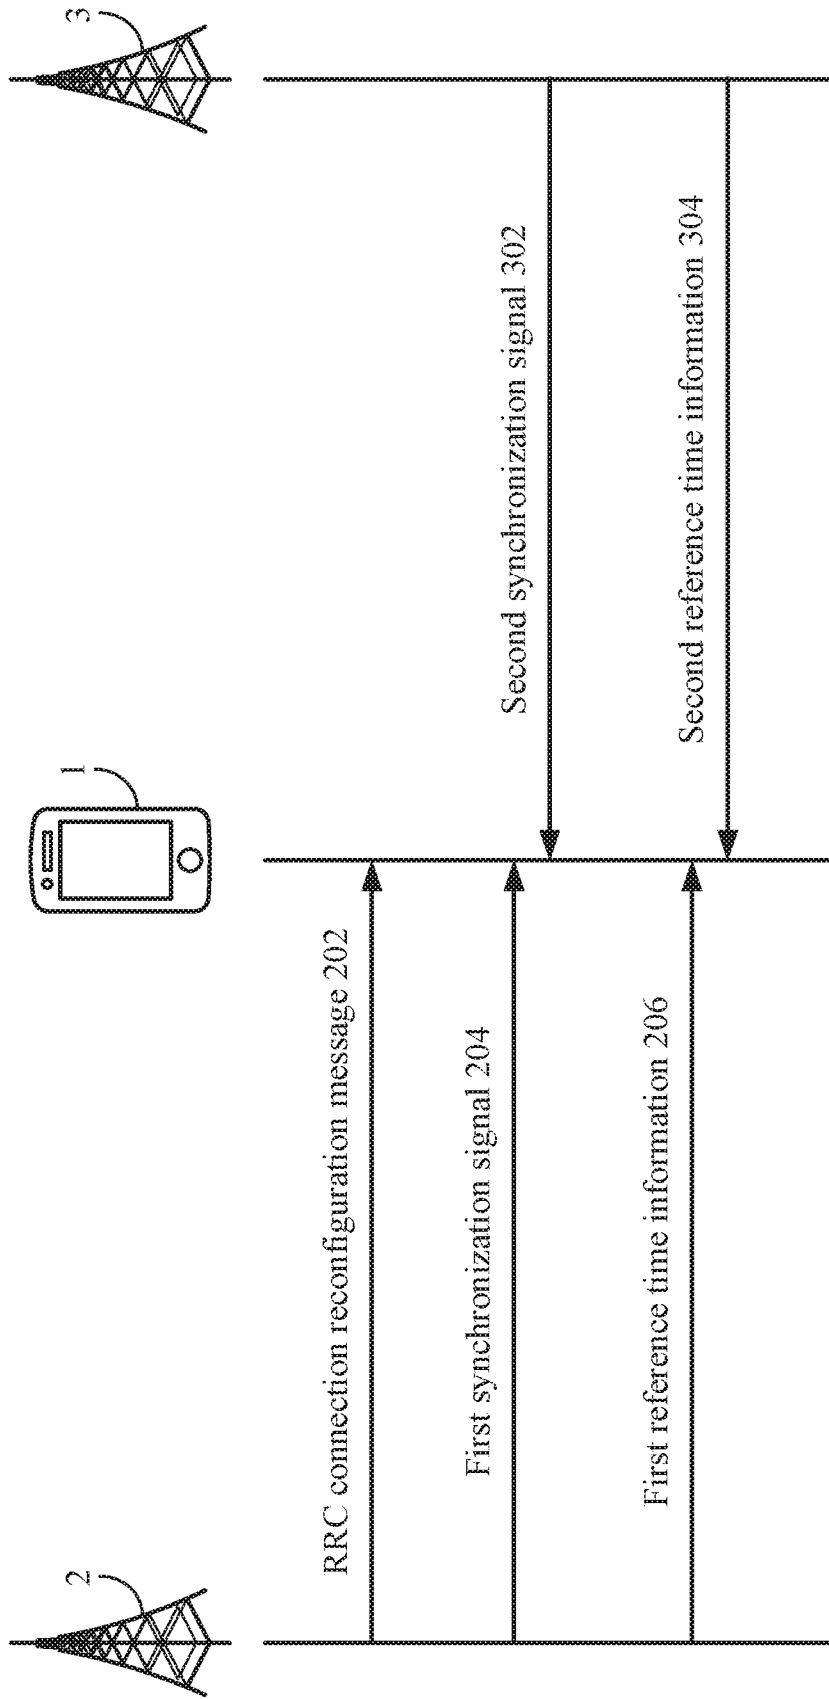 2
1
3
RRC connection reconfiguration message 202
First synchronization signal 204
Second synchronization signal 302
First reference time information 206
Second reference time information 304